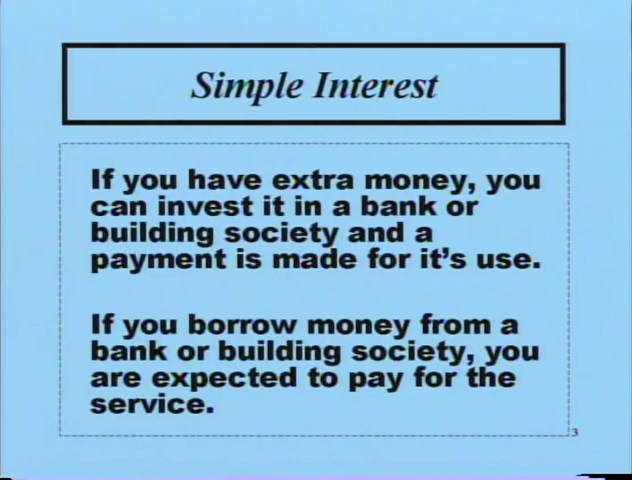 Simple Interest
If you have extra money, you
can invest it in a bank or
building society and a
payment is made for it's use.
If you borrow money from a
bank or building society, you
are expected to pay for the
service.
3